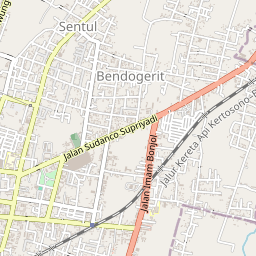 Sentul
Bendogerit
Jalan Sudanco Supriyadi
Jalan Imam Bonjol
Jalur Kereta Api Kertosono-B